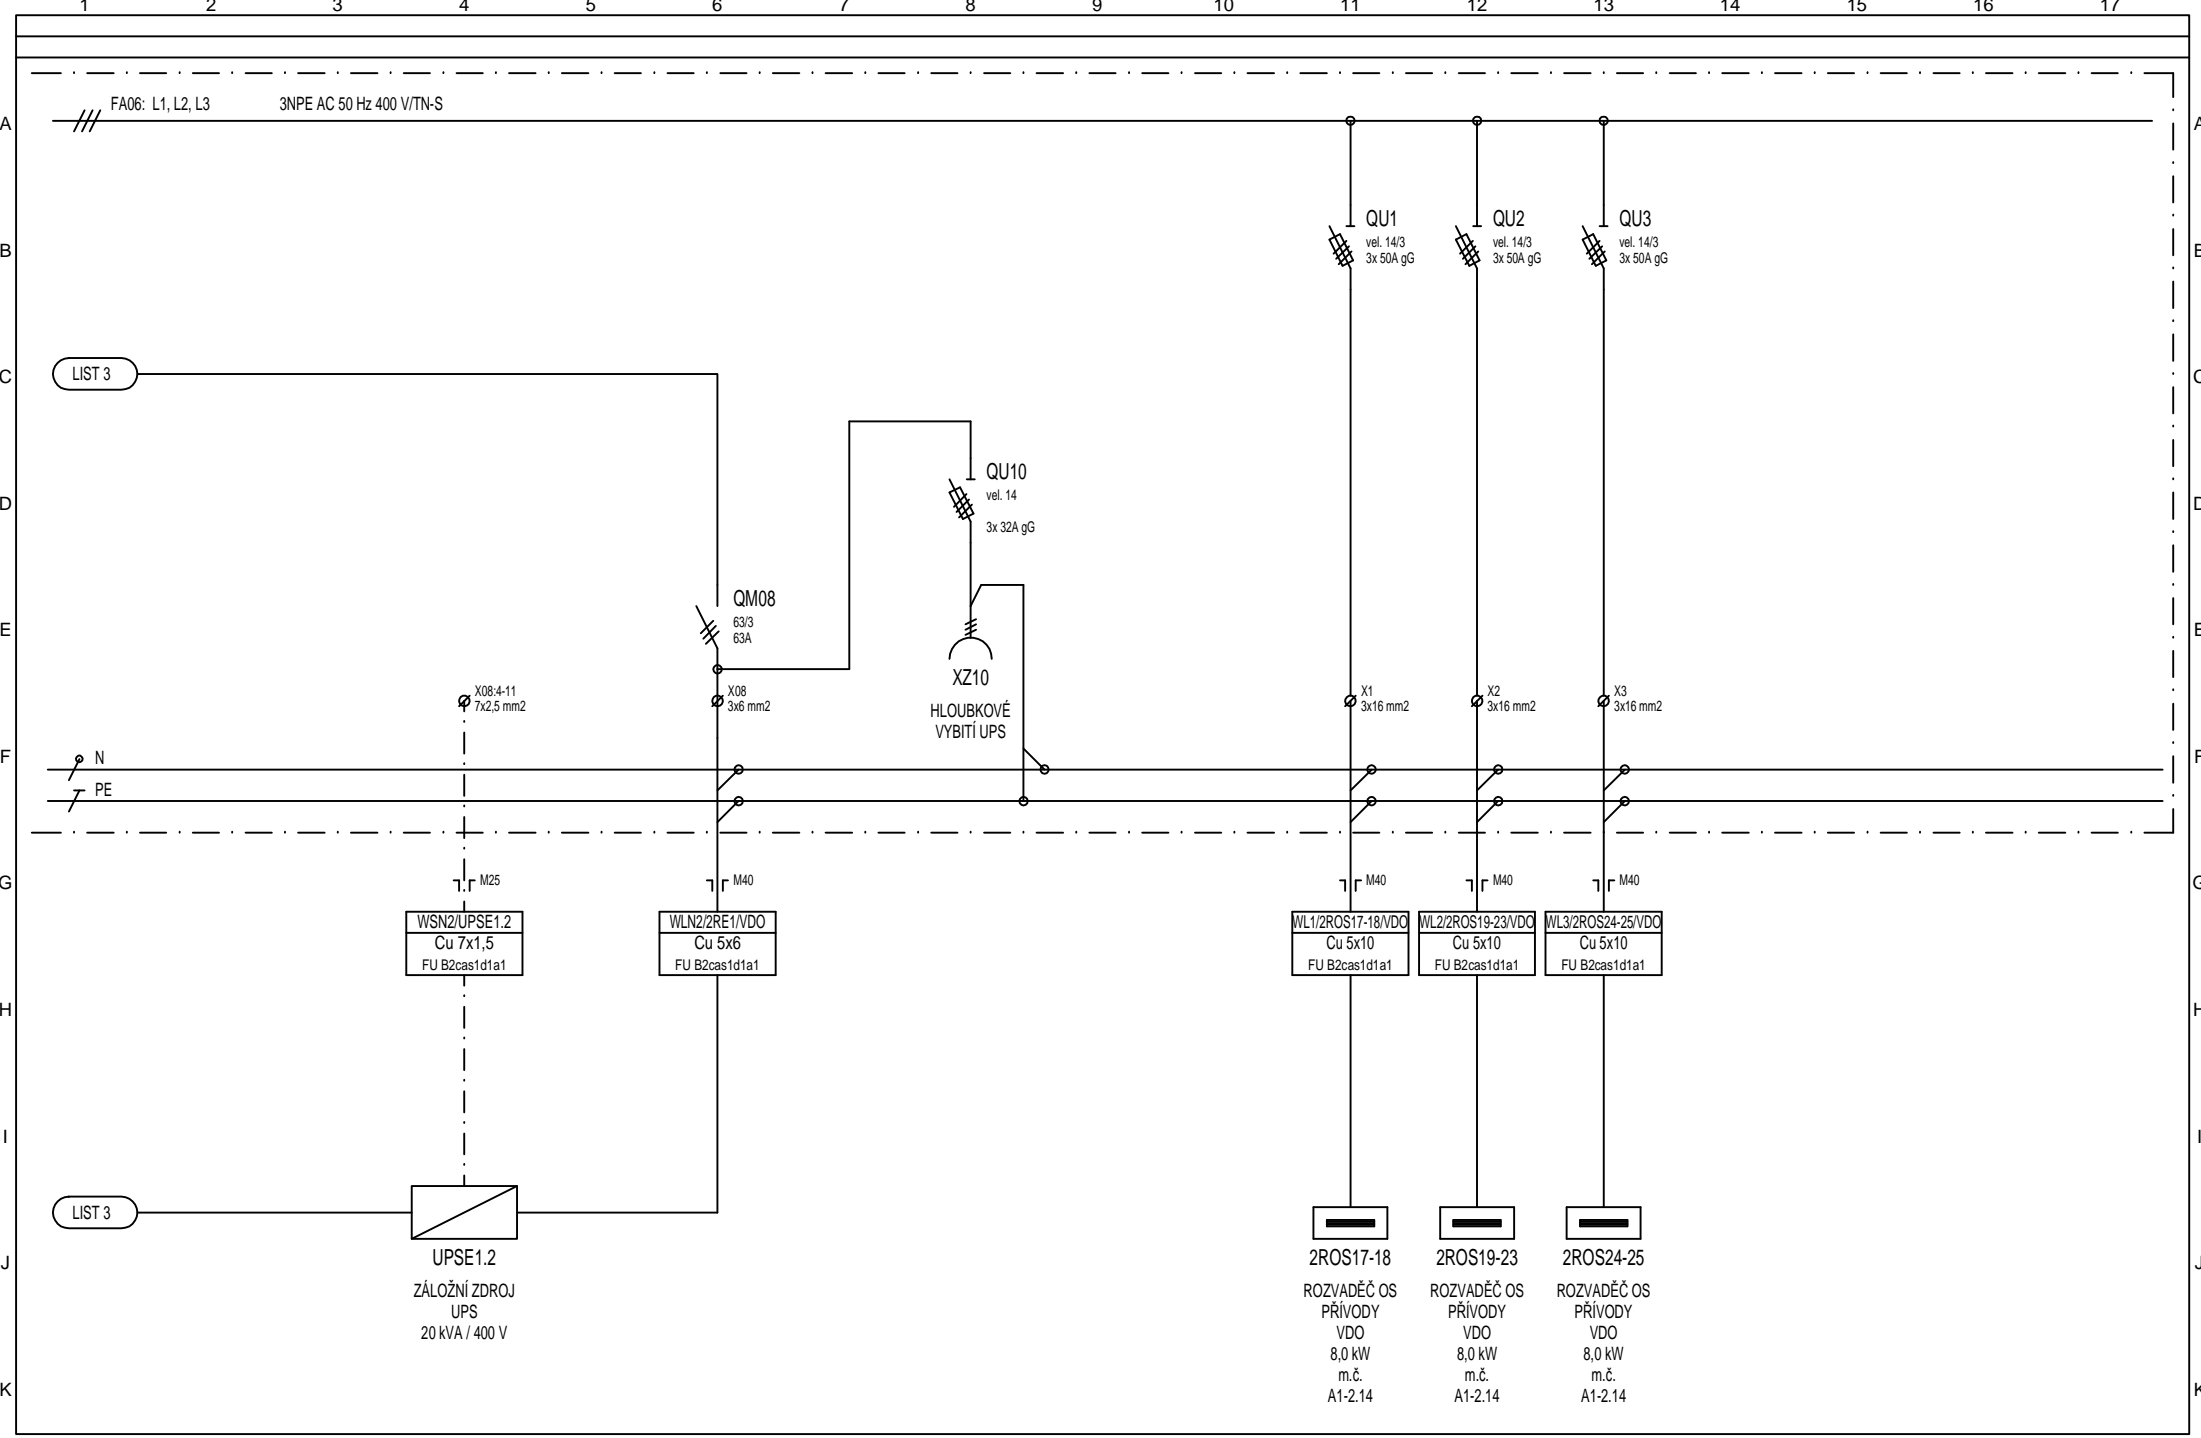 1 2 3 4 5 6 7 8 9 10 11 12 13 14 15 16 17
FA06: L1, L2, L3 3NPE AC 50 Hz 400 V/TN-S
A A
QU1
vel. 14/3
3x 50A gG
QU2
vel. 14/3
3x 50A gG
QU3
vel. 14/3
3x 50A gG
B B
LIST 3
C C
QU10
vel. 14
3x 32A gG
D D
QM08
63/3
63A
E E
XZ10
HLOUBKOVÉ
VYBITÍ UPS
X08:4-11
7x2,5 mm2
X08
3x6 mm2
X1
3x16 mm2
X2
3x16 mm2
X3
3x16 mm2
F F
N
PE
G G
M25
M40
M40
M40
M40
WSN2/UPSE1.2
Cu 7x1,5
FU B2cas1d1a1
WLN2/2RE1/VDO
Cu 5x6
FU B2cas1d1a1
WL1/2ROS17-18/VDO
Cu 5x10
FU B2cas1d1a1
WL2/2ROS19-23/VDO
Cu 5x10
FU B2cas1d1a1
WL3/2ROS24-25/VDO
Cu 5x10
FU B2cas1d1a1
H H
I I
LIST 3
J J
UPSE1.2
ZÁLOŽNÍ ZDROJ
UPS
20 kVA / 400 V
2ROS17-18
ROZVADĚČ OS
PŘÍVODY
VDO
8,0 kW
m.č.
A1-2.14
2ROS19-23
ROZVADĚČ OS
PŘÍVODY
VDO
8,0 kW
m.č.
A1-2.14
2ROS24-25
ROZVADĚČ OS
PŘÍVODY
VDO
8,0 kW
m.č.
A1-2.14
K K